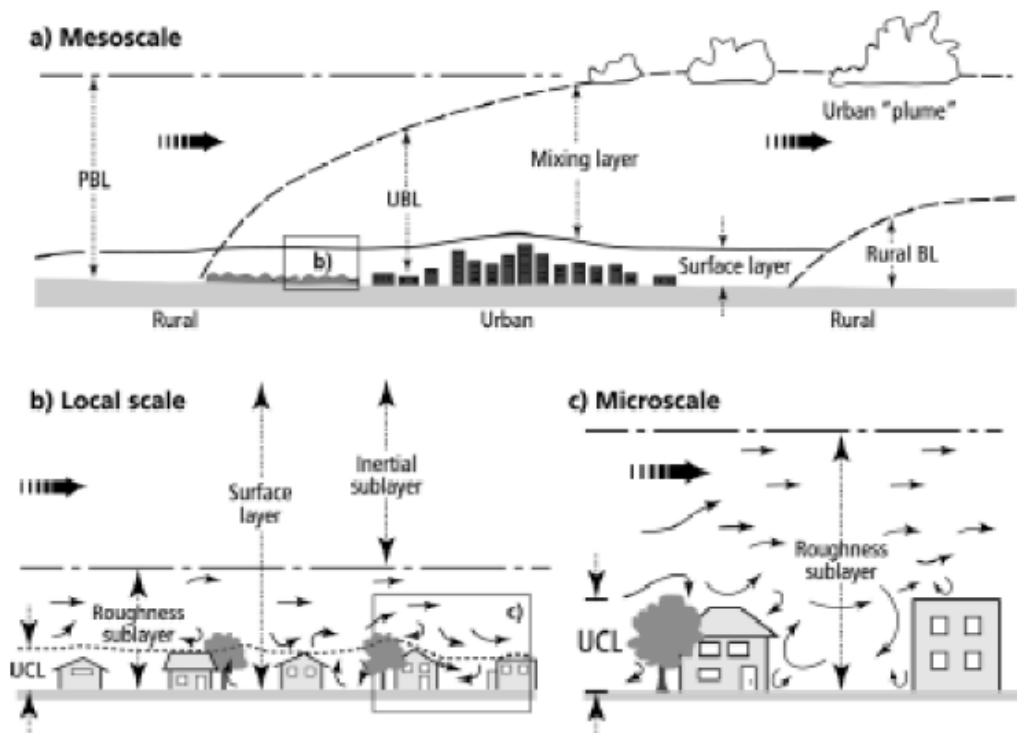 a) Mesoscale
Urban "plume"
PBL
UBL
Mixing layer
b)
Surface layer
Rural BL
Rural
Urban
Rural
b) Local scale
Surface
layer
Inertial
sublayer
Roughness
sublayer
UCL
c)
c) Microscale
Roughness
sublayer
UCL